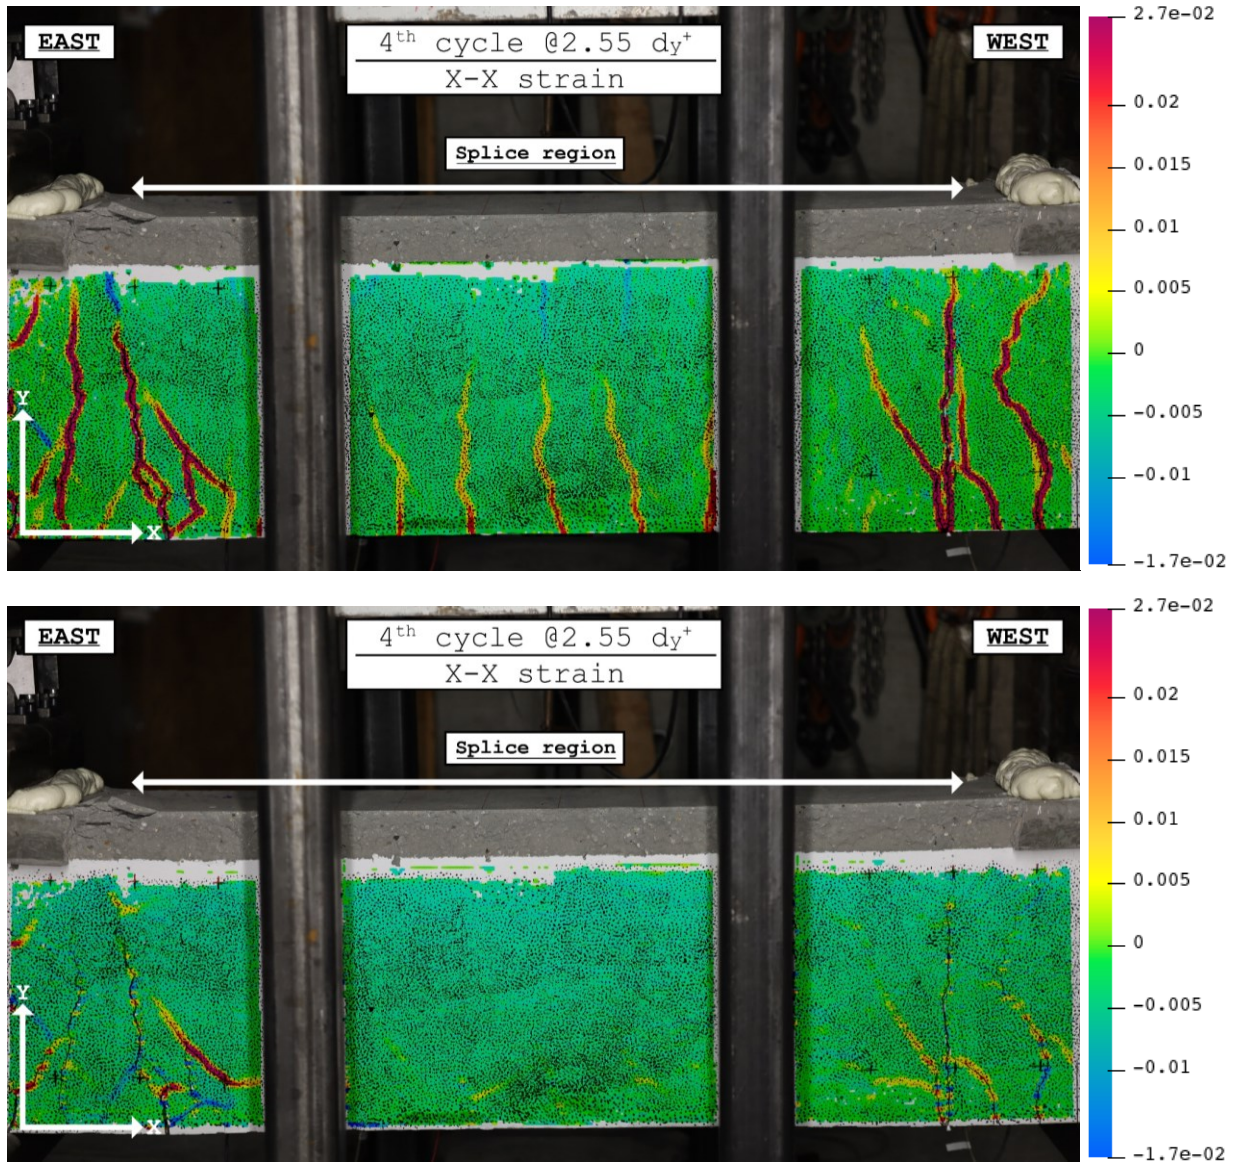 EAST
4th cycle @2.55 dy+
X-X strain
WEST
Splice region
Y
X
2.7e-02
0.02
0.015
0.01
0.005
0
-0.005
-0.01
-1.7e-02
EAST
4th cycle @2.55 dy+
X-X strain
WEST
Splice region
Y
X
2.7e-02
0.02
0.015
0.01
0.005
0
-0.005
-0.01
-1.7e-02